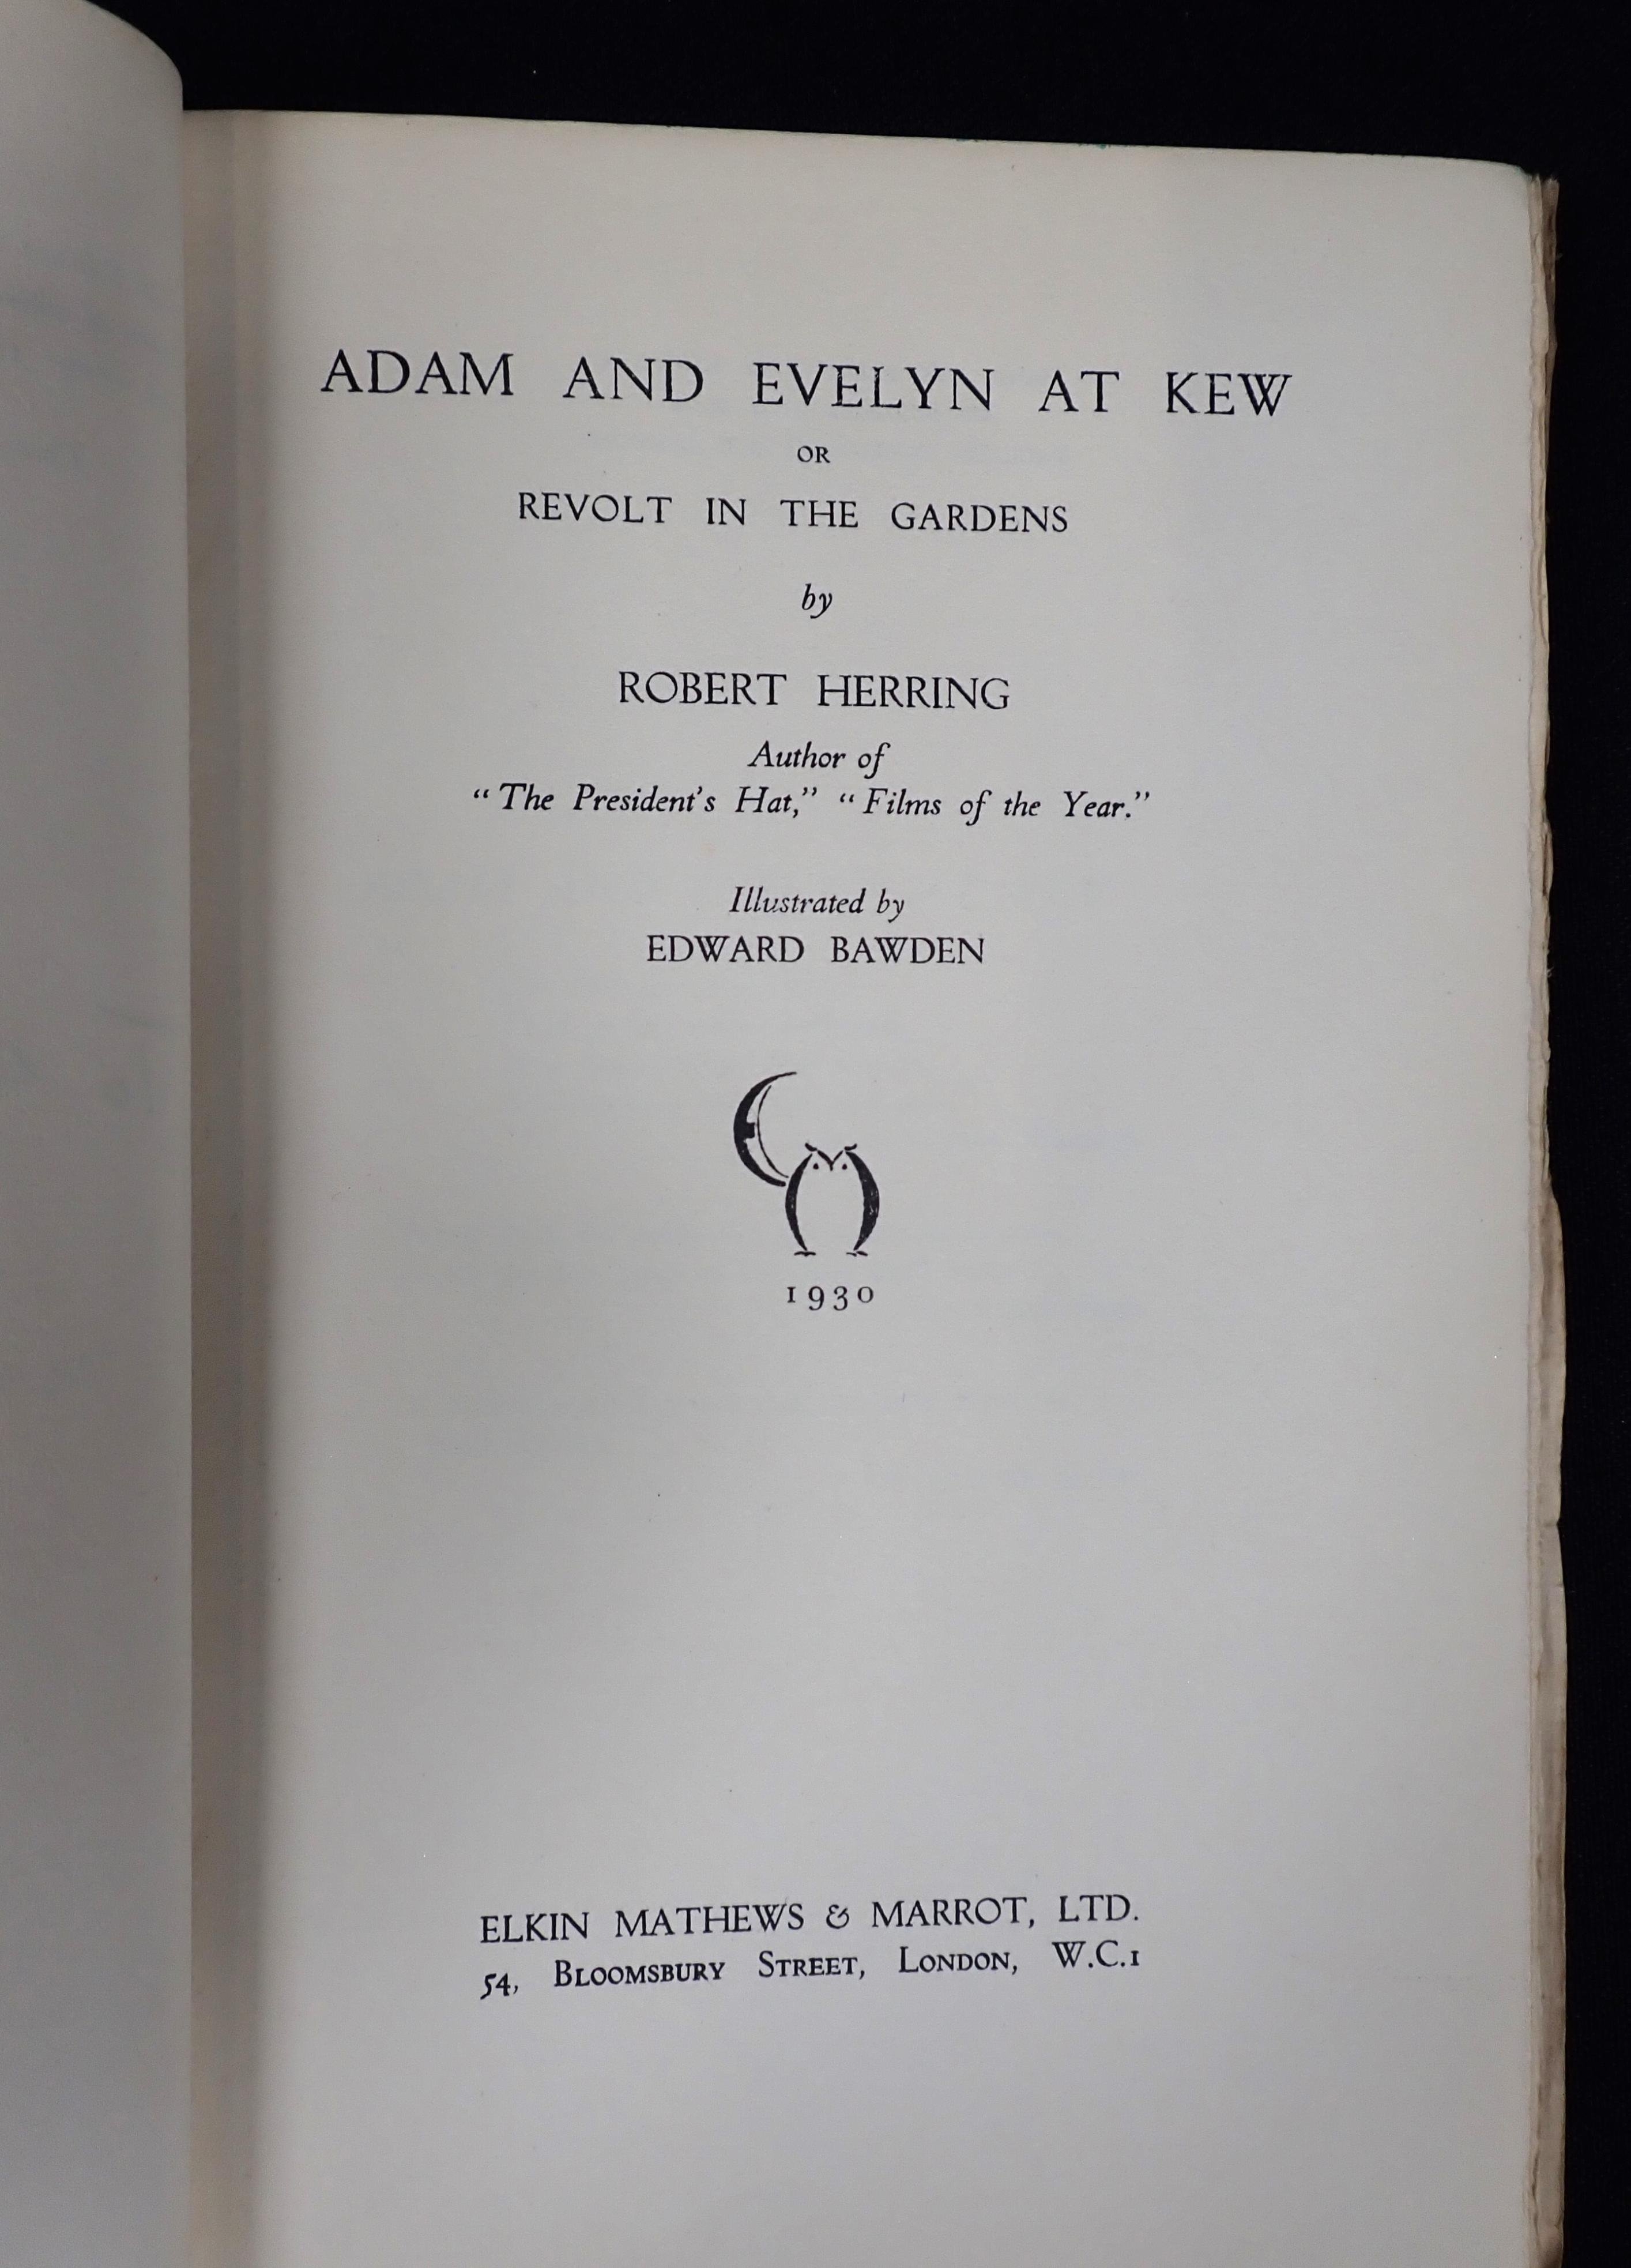 ADAM AND EVELYN AT KEW
OR
REVOLT IN THE GARDENS
by
ROBERT HERRING
Author of
“The President's Hat,” “Films of the Year.”
Illustrated by
EDWARD BAWDEN
1930
ELKIN MATHEWS & MARROT, LTD.
54, BLOOMSBURY STREET, LONDON, W.C.1